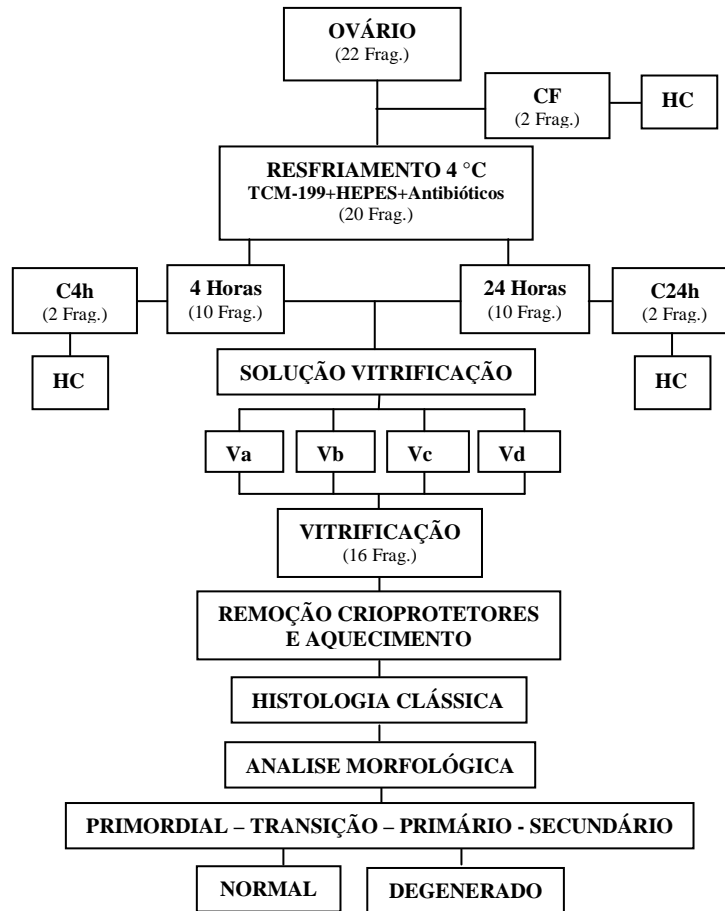 OVÁRIO
(22 Frag.)
CF
(2 Frag.)
HC
RESFRIAMENTO 4 °C
TCM-199+HEPES+Antibióticos
(20 Frag.)
C4h
(2 Frag.)
4 Horas
(10 Frag.)
24 Horas
(10 Frag.)
C24h
(2 Frag.)
HC
HC
SOLUÇÃO VITRIFICAÇÃO
Va
Vb
Vc
Vd
VITRIFICAÇÃO
(16 Frag.)
REMOÇÃO CRIOPROTETORES
E AQUECIMENTO
HISTOLOGIA CLÁSSICA
ANALISE MORFOLÓGICA
PRIMORDIAL – TRANSIÇÃO – PRIMÁRIO - SECUNDÁRIO
NORMAL
DEGENERADO